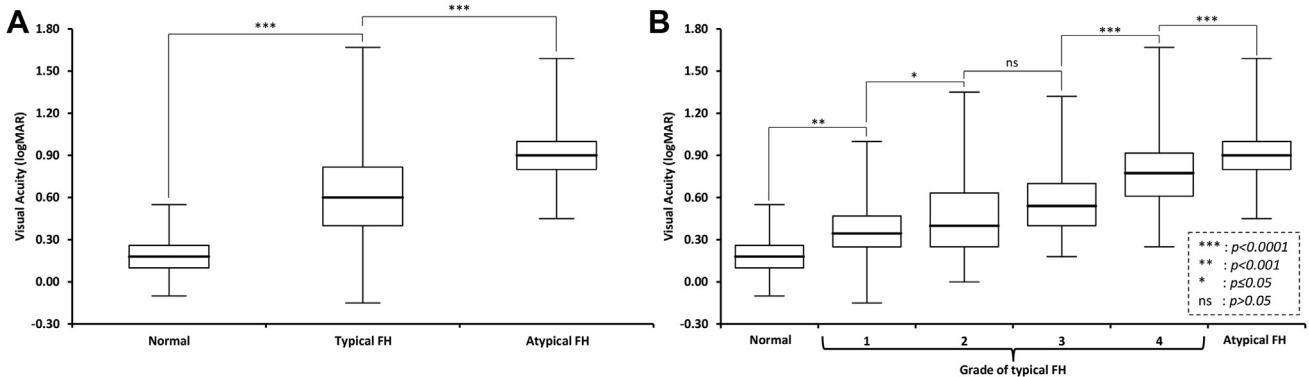 A
***
***
Visual Acuity (logMAR)
1.80
1.50
1.20
0.90
0.60
0.30
0.00
-0.30
Normal
Typical FH
Atypical FH
B
**
*
ns
***
***
Visual Acuity (logMAR)
1.80
1.50
1.20
0.90
0.60
0.30
0.00
-0.30
*** : p<0.0001
** : p<0.001
* : p≤0.05
ns : p>0.05
Normal
1
2
3
4
Atypical FH
Grade of typical FH